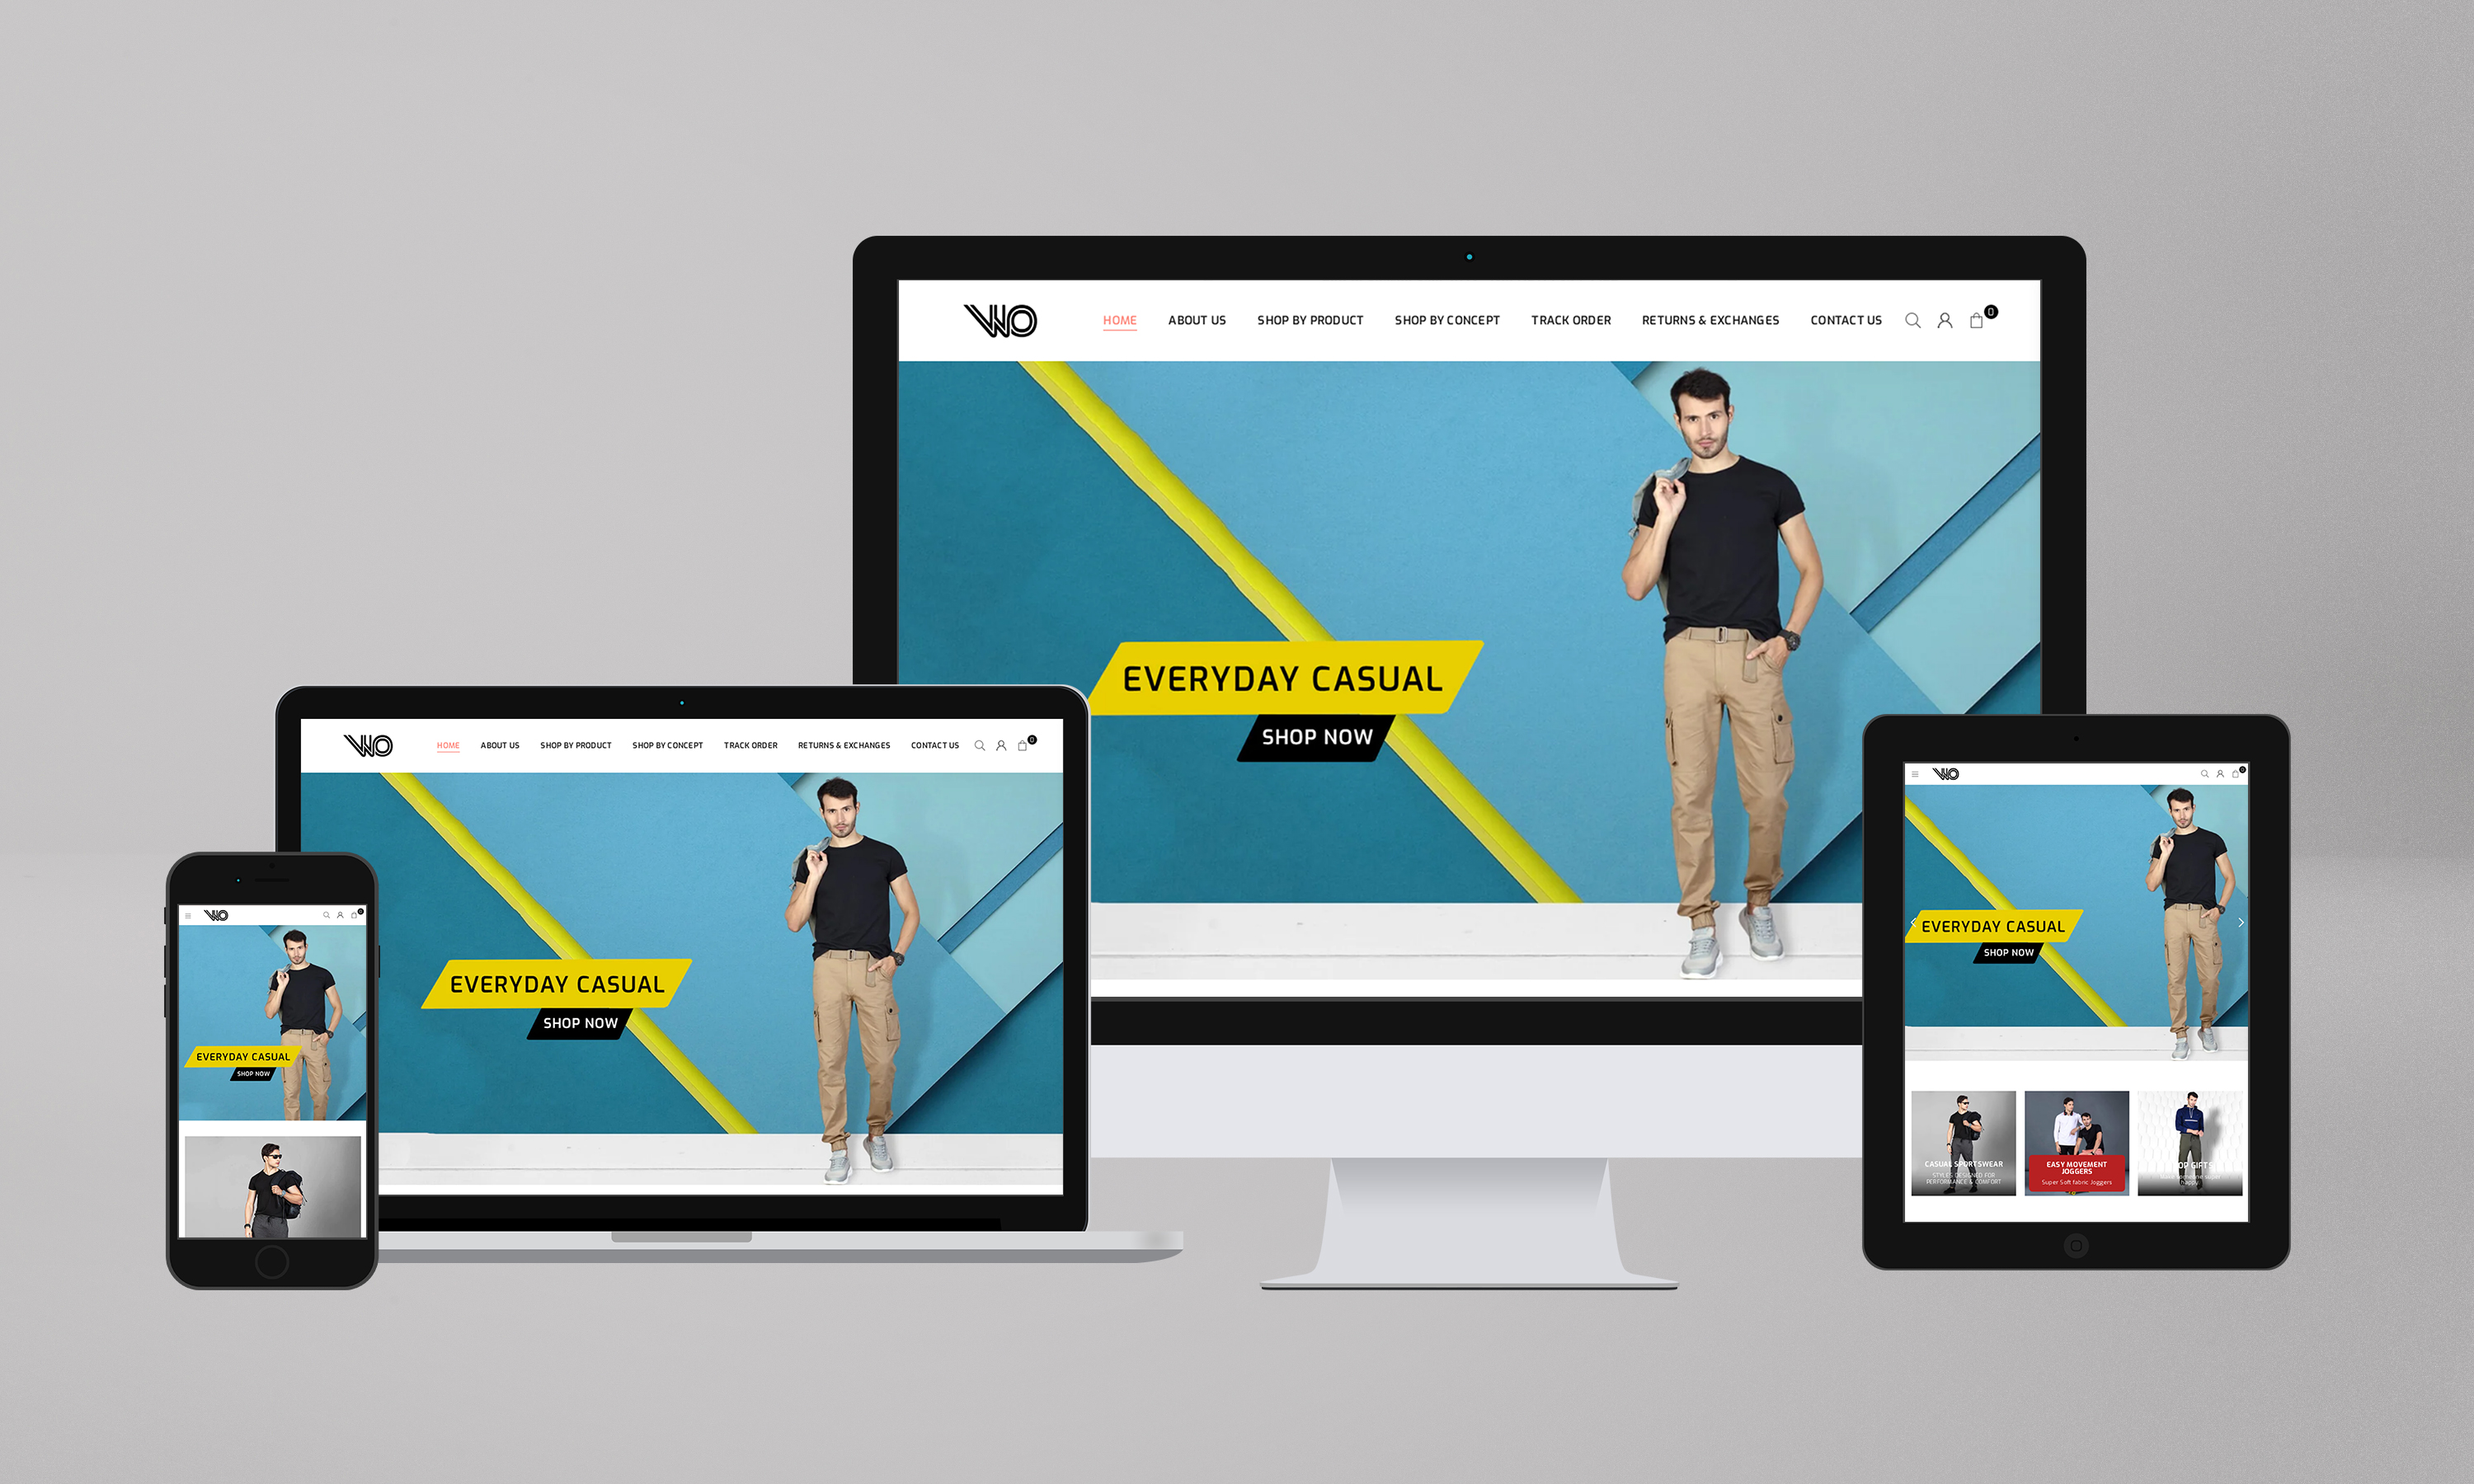 WO
HOME ABOUT US SHOP BY PRODUCT SHOP BY CONCEPT TRACK ORDER RETURNS & EXCHANGES CONTACT US 0
EVERYDAY CASUAL
SHOP NOW
WO
HOME ABOUT US SHOP BY PRODUCT SHOP BY CONCEPT TRACK ORDER RETURNS & EXCHANGES CONTACT US 0
EVERYDAY CASUAL
SHOP NOW
WO 0
EVERYDAY CASUAL
SHOP NOW
WO 0
EVERYDAY CASUAL
SHOP NOW
CASUAL SPORTSWEAR
STYLES DESIGNED FOR
PERFORMANCE & COMFORT
EASY MOVEMENT
JOGGERS
Super Soft fabric Joggers
GIFTS
happy